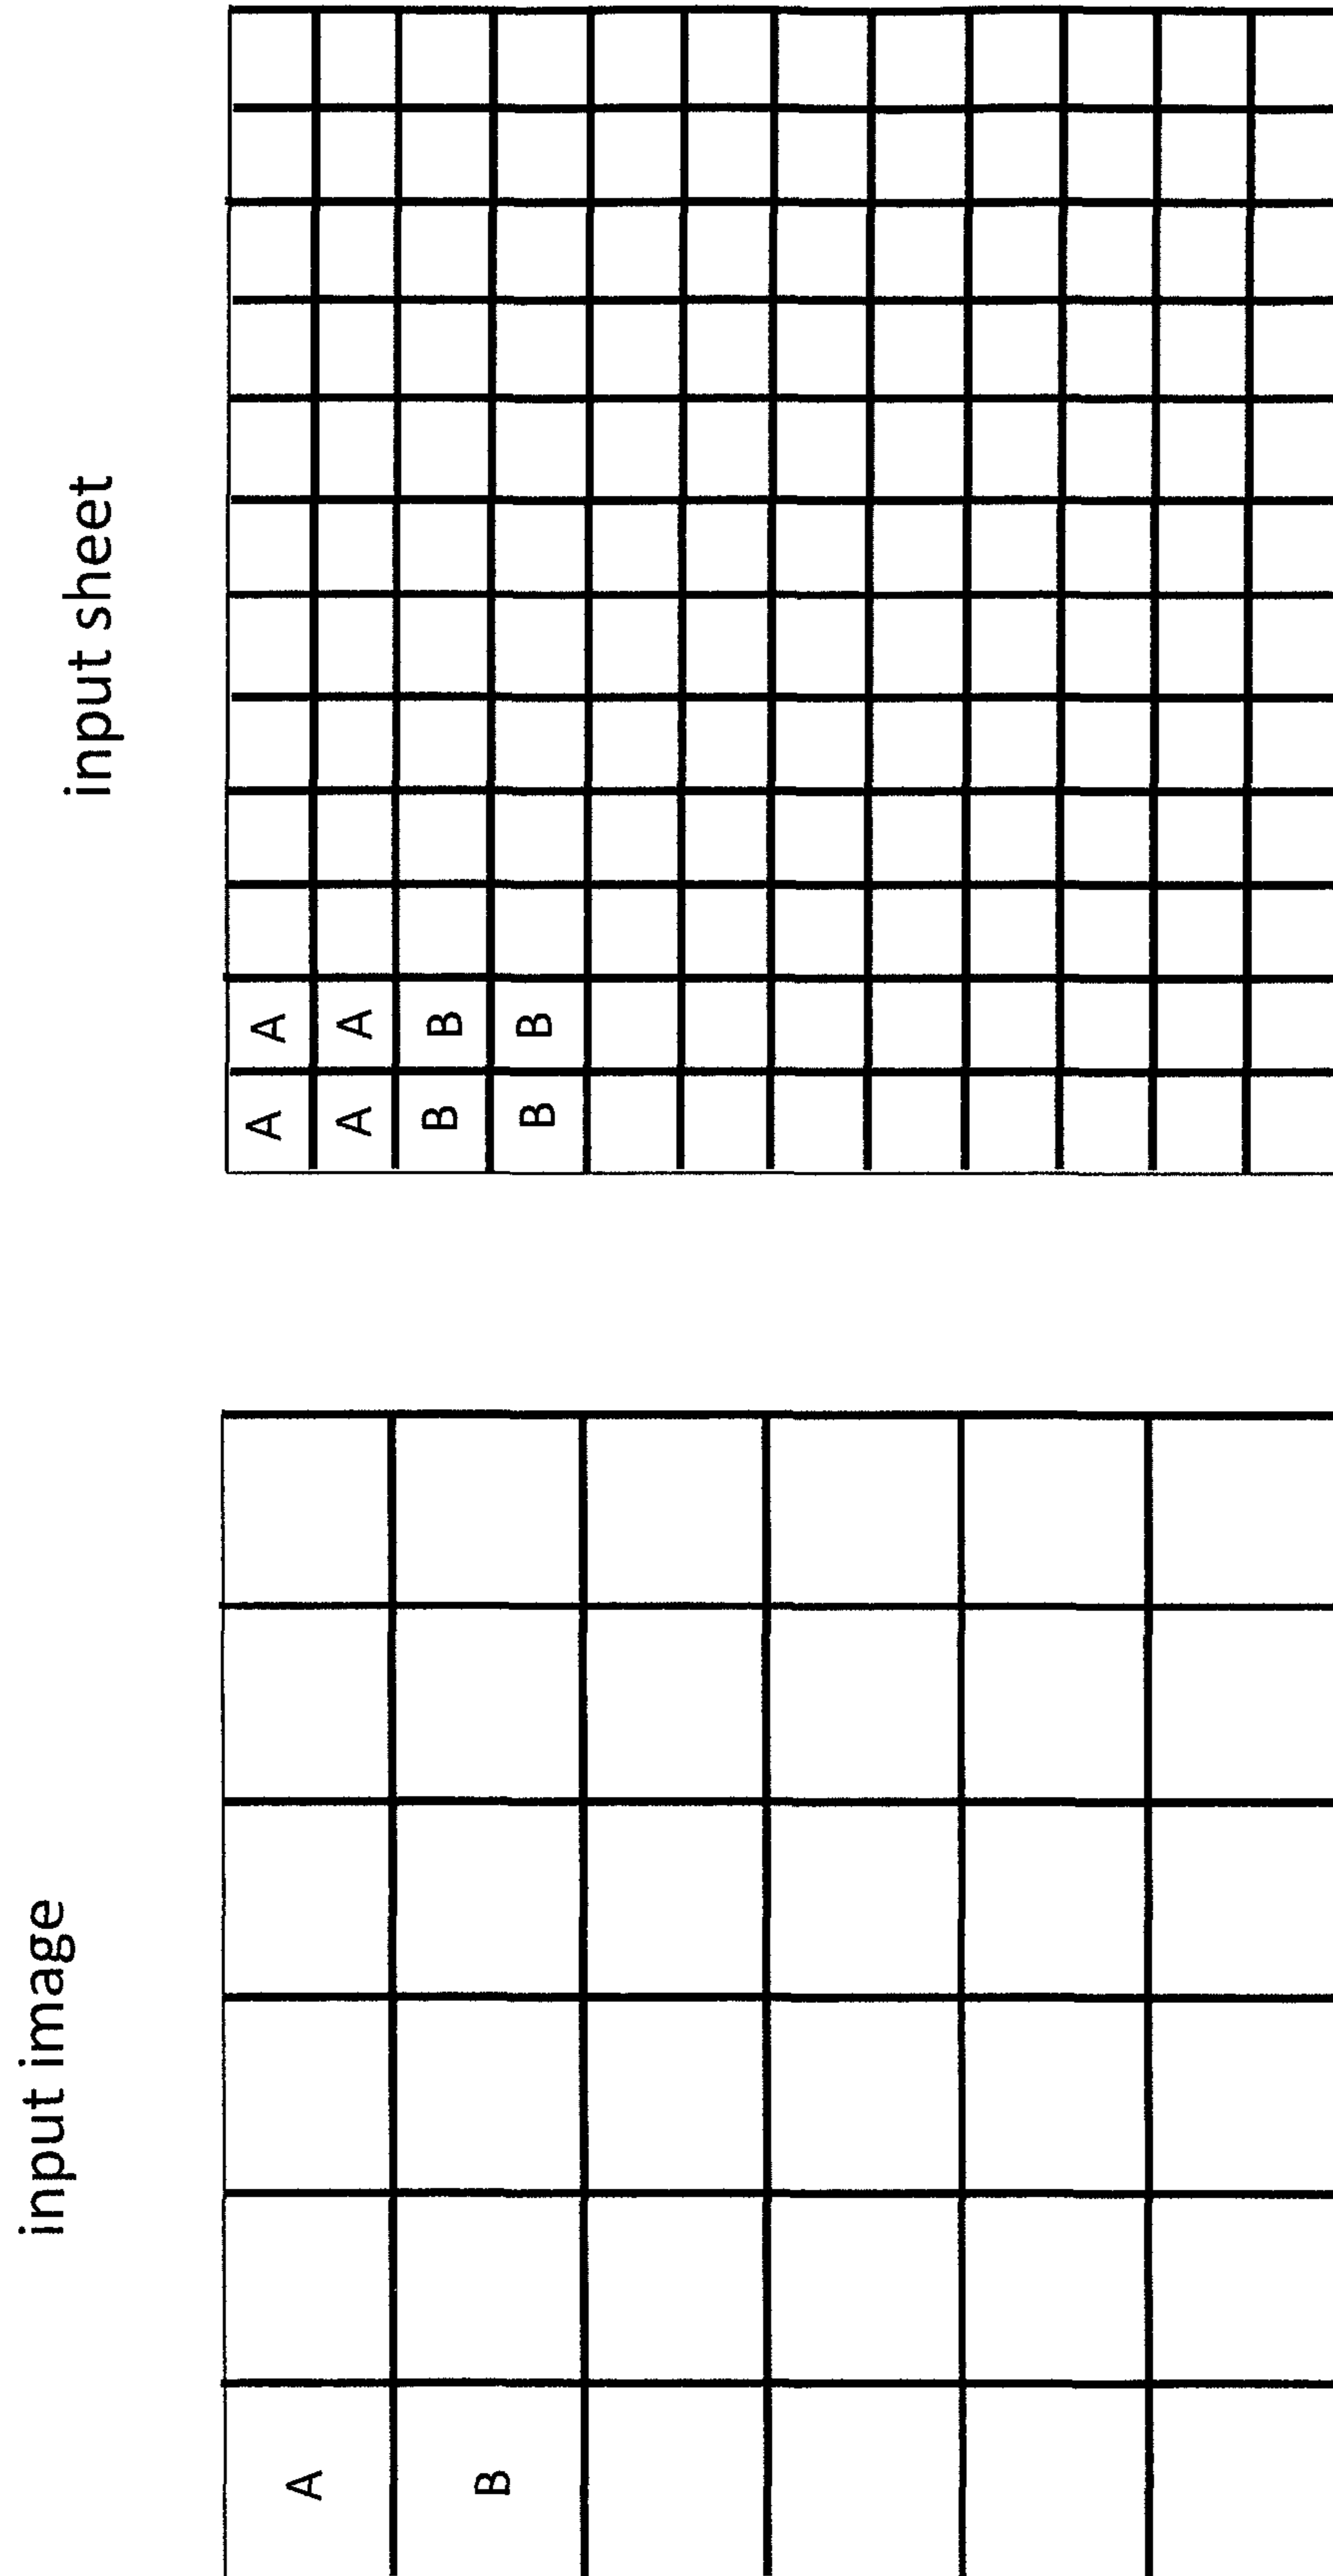 input image
A
B
input sheet
A A
A A
B B
B B